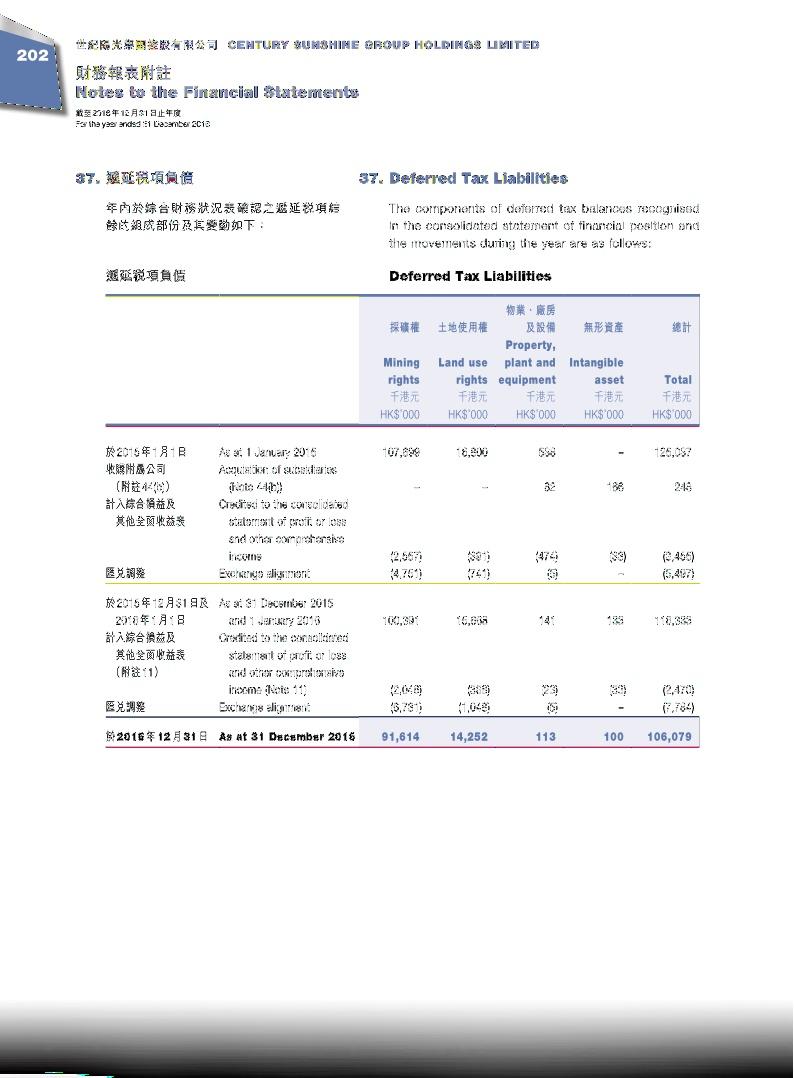 202
世紀陽光集團控股有限公司 CENTURY SUNSHINE GROUP HOLDINGS LIMITED
財務報表附註
Notes to the Financial Statements
截至2016年12月31日止年度
For the year ended 31 December 2016
37. 遞延稅項負債
年內於綜合財務狀況表確認之遞延稅項結
餘的組成部份及其變動如下：
遞延稅項負債
37. Deferred Tax Liabilities
The components of deferred tax balances recognised
in the consolidated statement of financial position and
the movements during the year are as follows:
Deferred Tax Liabilities
物業、廠房
採礦權 土地使用權 及設備 無形資產 總計
Property,
Mining Land use plant and Intangible
rights rights equipment asset Total
千港元 千港元 千港元 千港元 千港元
HK$'000 HK$'000 HK$'000 HK$'000 HK$'000
於2015年1月1日 As at 1 January 2015 107,699 16,800 538 – 125,037
收購附屬公司 Acquisition of subsidiaries
（附註44(b)） (Note 44(b)) – – 82 166 248
計入綜合損益及 Credited to the consolidated
其他全面收益表 statement of profit or loss
and other comprehensive
income (2,557) (391) (474) (33) (3,455)
匯兌調整 Exchange alignment (4,751) (741) (5) – (5,497)
於2015年12月31日及 As at 31 December 2015
2016年1月1日 and 1 January 2016 100,391 15,668 141 133 116,333
計入綜合損益及 Credited to the consolidated
其他全面收益表 statement of profit or loss
（附註11） and other comprehensive
income (Note 11) (2,046) (368) (23) (33) (2,470)
匯兌調整 Exchange alignment (6,731) (1,048) (5) – (7,784)
於2016年12月31日 As at 31 December 2016 91,614 14,252 113 100 106,079